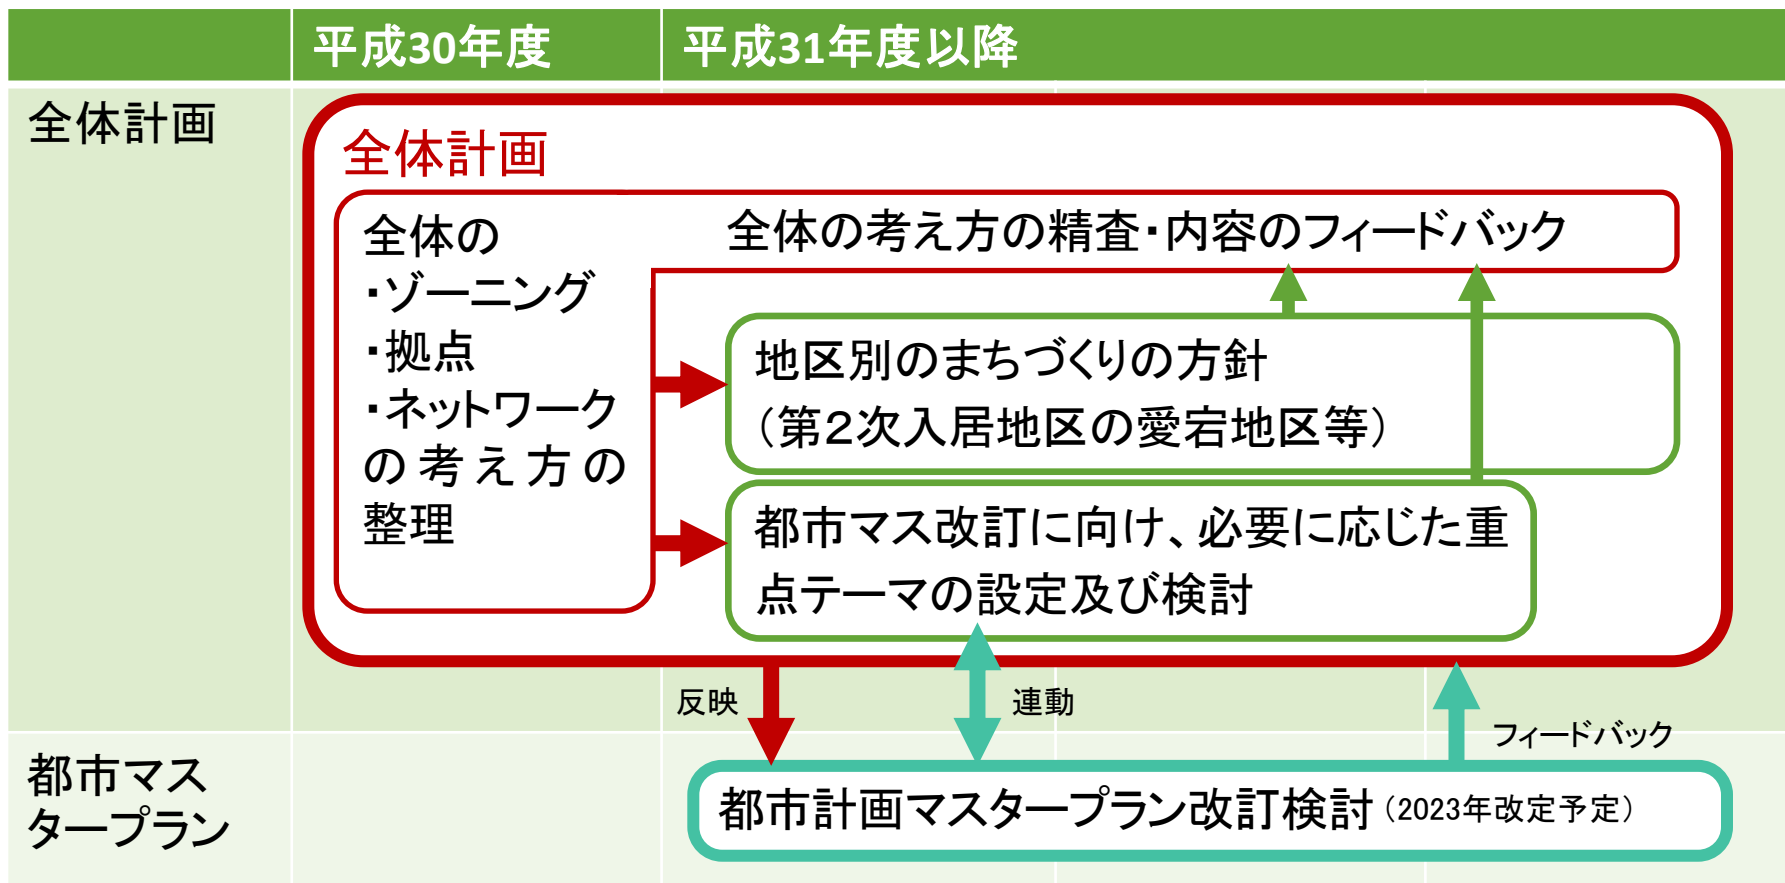 平成30年度
平成31年度以降
全体計画
全体計画
全体の
・ゾーニング
・拠点
・ネットワーク
の考え方の
整理
全体の考え方の精査・内容のフィードバック
地区別のまちづくりの方針
（第２次入居地区の愛宕地区等）
都市マス改訂に向け、必要に応じた重
点テーマの設定及び検討
反映
連動
フィードバック
都市マス
タープラン
都市計画マスタープラン改訂検討（2023年改定予定）